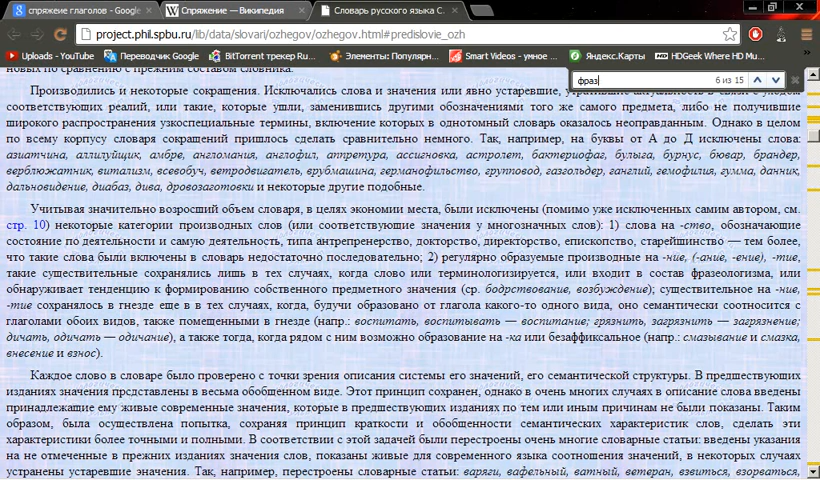 спряжение глаголов - Google
Спряжение — Википедия
Словарь русского языка С.
project.phil.spbu.ru/lib/data/slovari/ozhegov/ozhegov.html#predislovie_ozh
Uploads - YouTube
Переводчик Google
BitTorrent трекер Ru...
Элементы: Популярны...
Smart Videos - умное ...
Яндекс.Карты
HDGeek Where HD Mu...
фраз
6 из 15
новых по сравнению с прежним составом словника.
Производились и некоторые сокращения. Исключались слова и значения или явно устаревшие,
соответствующих реалий, или такие, которые ушли, заменившись другими обозначениями того же самого предмета, либо не получившие
широкого распространения узкоспециальные термины, включение которых в однотомный словарь оказалось неоправданным. Однако в целом
по всему корпусу словаря сокращений пришлось сделать сравнительно немного. Так, например, на буквы от А до Д исключены слова:
азиатчина, аллилуйщик, амбре, англомания, англофил, аппретура, ассигновка, астролет, бактериофаг, булыга, бурнус, бювар, брандер,
верблюжатник, витализм, всевобуч, ветродвигатель, врубмашина, германофильство, групповод, газгольдер, ганглий, гемофилия, гумма, данник,
дальновидение, диабаз, дива, дровозаготовки и некоторые другие подобные.
Учитывая значительно возросший объем словаря, в целях экономии места, были исключены (помимо уже исключенных самим автором, см.
стр. 10) некоторые категории производных слов (или соответствующие значения у многозначных слов): 1) слова на -ство, обозначающие
состояние по деятельности и самую деятельность, типа антрепренерство, докторство, директорство, епископство, старейшинство — тем более,
что такие слова были включены в словарь недостаточно последовательно; 2) регулярно образуемые производные на -ние, (-ание, -ение), -тие,
такие существительные сохранялись лишь в тех случаях, когда слово или терминологизируется, или входит в состав фразеологизма, или
обнаруживает тенденцию к формированию собственного предметного значения (ср. бодрствование, возбуждение); существительное на -ние,
-тие сохранялось в гнезде еще в в тех случаях, когда, будучи образовано от глагола какого-то одного вида, оно семантически соотносится с
глаголами обоих видов, также помещенными в гнезде (напр.: воспитать, воспитывать — воспитание; грязнить, загрязнить — загрязнение;
дичать, одичать — одичание), а также тогда, когда рядом с ним возможно образование на -ка или безаффиксальное (напр.: смазывание и смазка,
внесение и взнос).
Каждое слово в словаре было проверено с точки зрения описания системы его значений, его семантической структуры. В предшествующих
изданиях значения прдставлены в весьма обобщенном виде. Этот принцип сохранен, однако в очень многих случаях в описание слова введены
принадлежащие ему живые современные значения, которые в предшествующих изданиях по тем или иным причинам не были показаны. Таким
образом, была осуществлена попытка, сохраняя принцип краткости и обобщенности семантических характеристик слов, сделать эти
характеристики более точными и полными. В соответствии с этой задачей были перестроены очень многие словарные статьи: введены указания
на не отмеченные в прежних изданиях значения слов, показаны живые для современного языка соотношения значений, в некоторых случаях
устранены устаревшие значения. Так, например, перестроены словарные статьи: варяги, вафельный, ватный, ветеран, взвиться, взорваться,